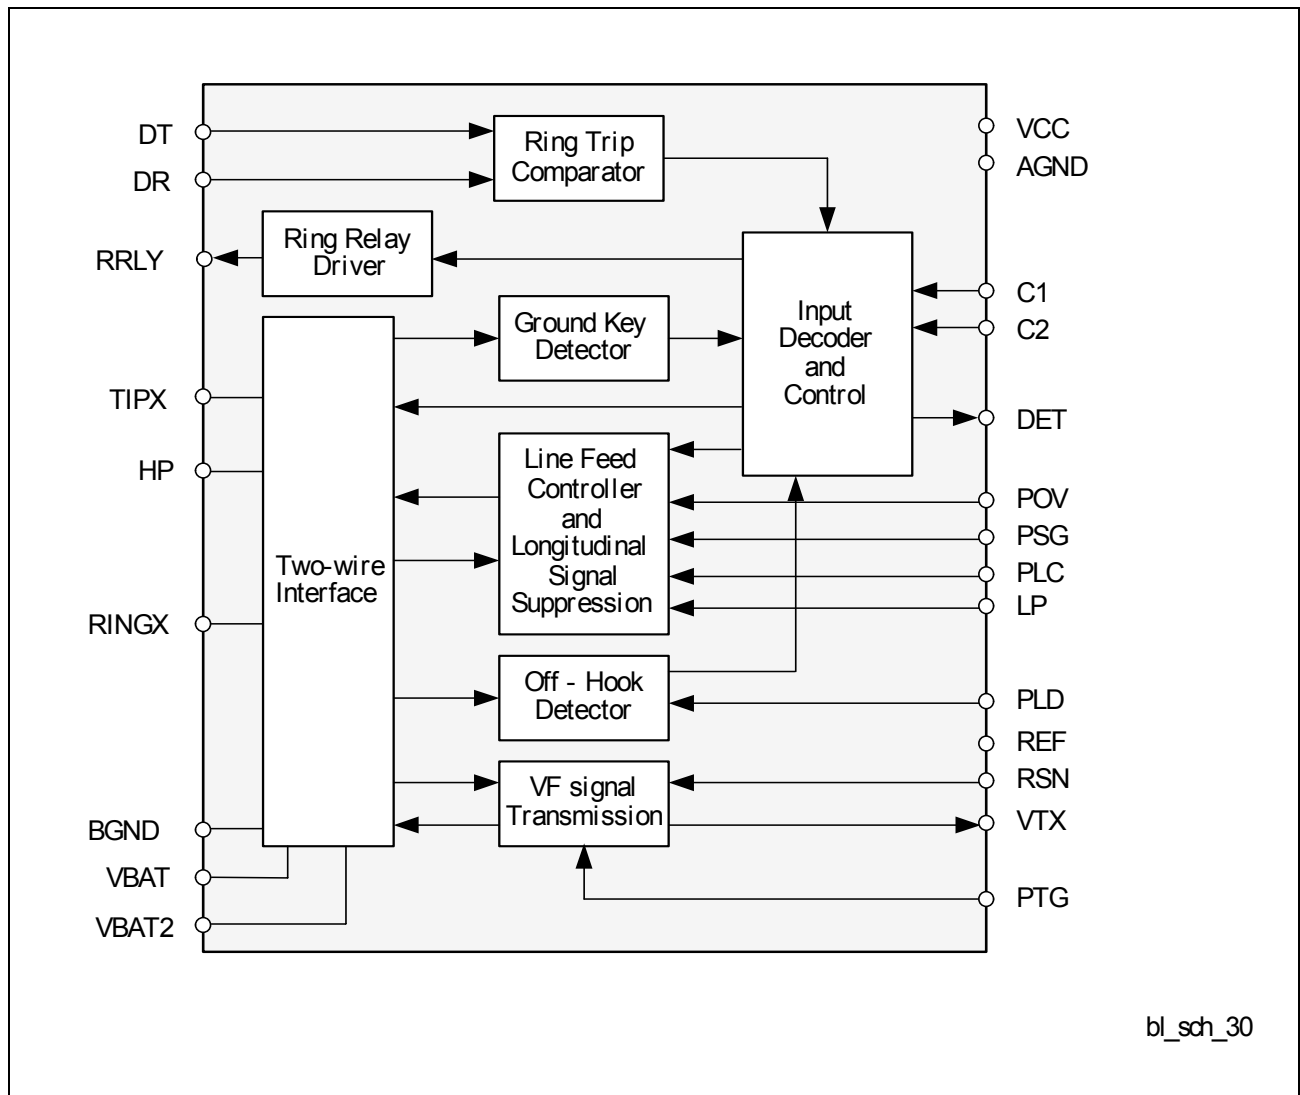 DT
DR
RRLY
TIPX
HP
RINGX
BGND
VBAT
VBAT2
Ring Trip
Comparator
Ring Relay
Driver
Ground Key
Detector
Two-wire
Interface
Line Feed
Controller
and
Longitudinal
Signal
Suppression
Off - Hook
Detector
VF signal
Transmission
Input
Decoder
and
Control
VCC
AGND
C1
C2
DET
POV
PSG
PLC
LP
PLD
REF
RSN
VTX
PTG
bl_sch_30